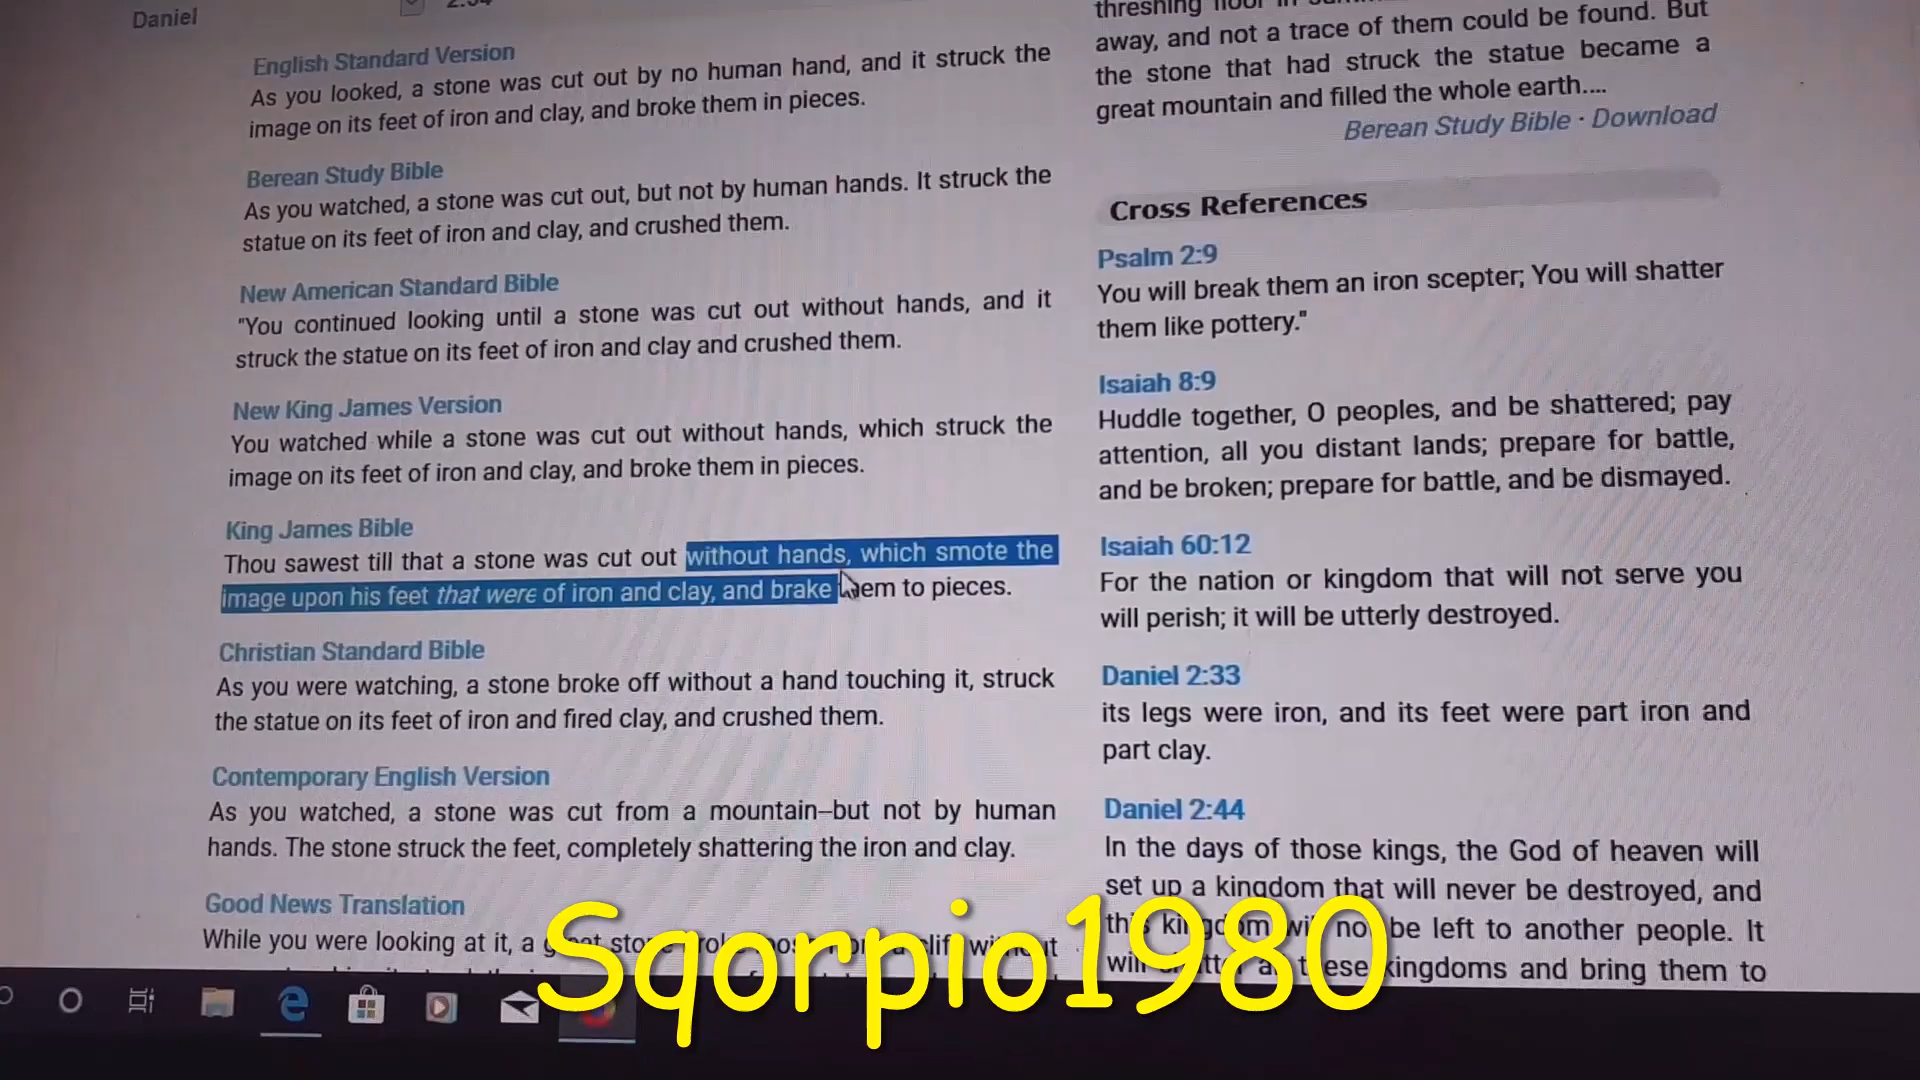 Daniel
English Standard Version
As you looked, a stone was cut out by no human hand, and it struck the
image on its feet of iron and clay, and broke them in pieces.
Berean Study Bible
As you watched, a stone was cut out, but not by human hands. It struck the
statue on its feet of iron and clay, and crushed them.
New American Standard Bible
"You continued looking until a stone was cut out without hands, and it
struck the statue on its feet of iron and clay and crushed them.
New King James Version
You watched while a stone was cut out without hands, which struck the
image on its feet of iron and clay, and broke them in pieces.
King James Bible
Thou sawest till that a stone was cut out without hands, which smote the
image upon his feet that were of iron and clay, and brake them to pieces.
Christian Standard Bible
As you were watching, a stone broke off without a hand touching it, struck
the statue on its feet of iron and fired clay, and crushed them.
Contemporary English Version
As you watched, a stone was cut from a mountain–but not by human
hands. The stone struck the feet, completely shattering the iron and clay.
Good News Translation
While you were looking at it, a
threshing floor in
away, and not a trace of them could be found. But
the stone that had struck the statue became a
great mountain and filled the whole earth....
Berean Study Bible · Download
Cross References
Psalm 2:9
You will break them an iron scepter; You will shatter
them like pottery."
Isaiah 8:9
Huddle together, O peoples, and be shattered; pay
attention, all you distant lands; prepare for battle,
and be broken; prepare for battle, and be dismayed.
Isaiah 60:12
For the nation or kingdom that will not serve you
will perish; it will be utterly destroyed.
Daniel 2:33
its legs were iron, and its feet were part iron and
part clay.
Daniel 2:44
In the days of those kings, the God of heaven will
set up a kingdom that will never be destroyed, and
this kingdom will not be left to another people. It
will shatter all these kingdoms and bring them to
Sqorpio1980